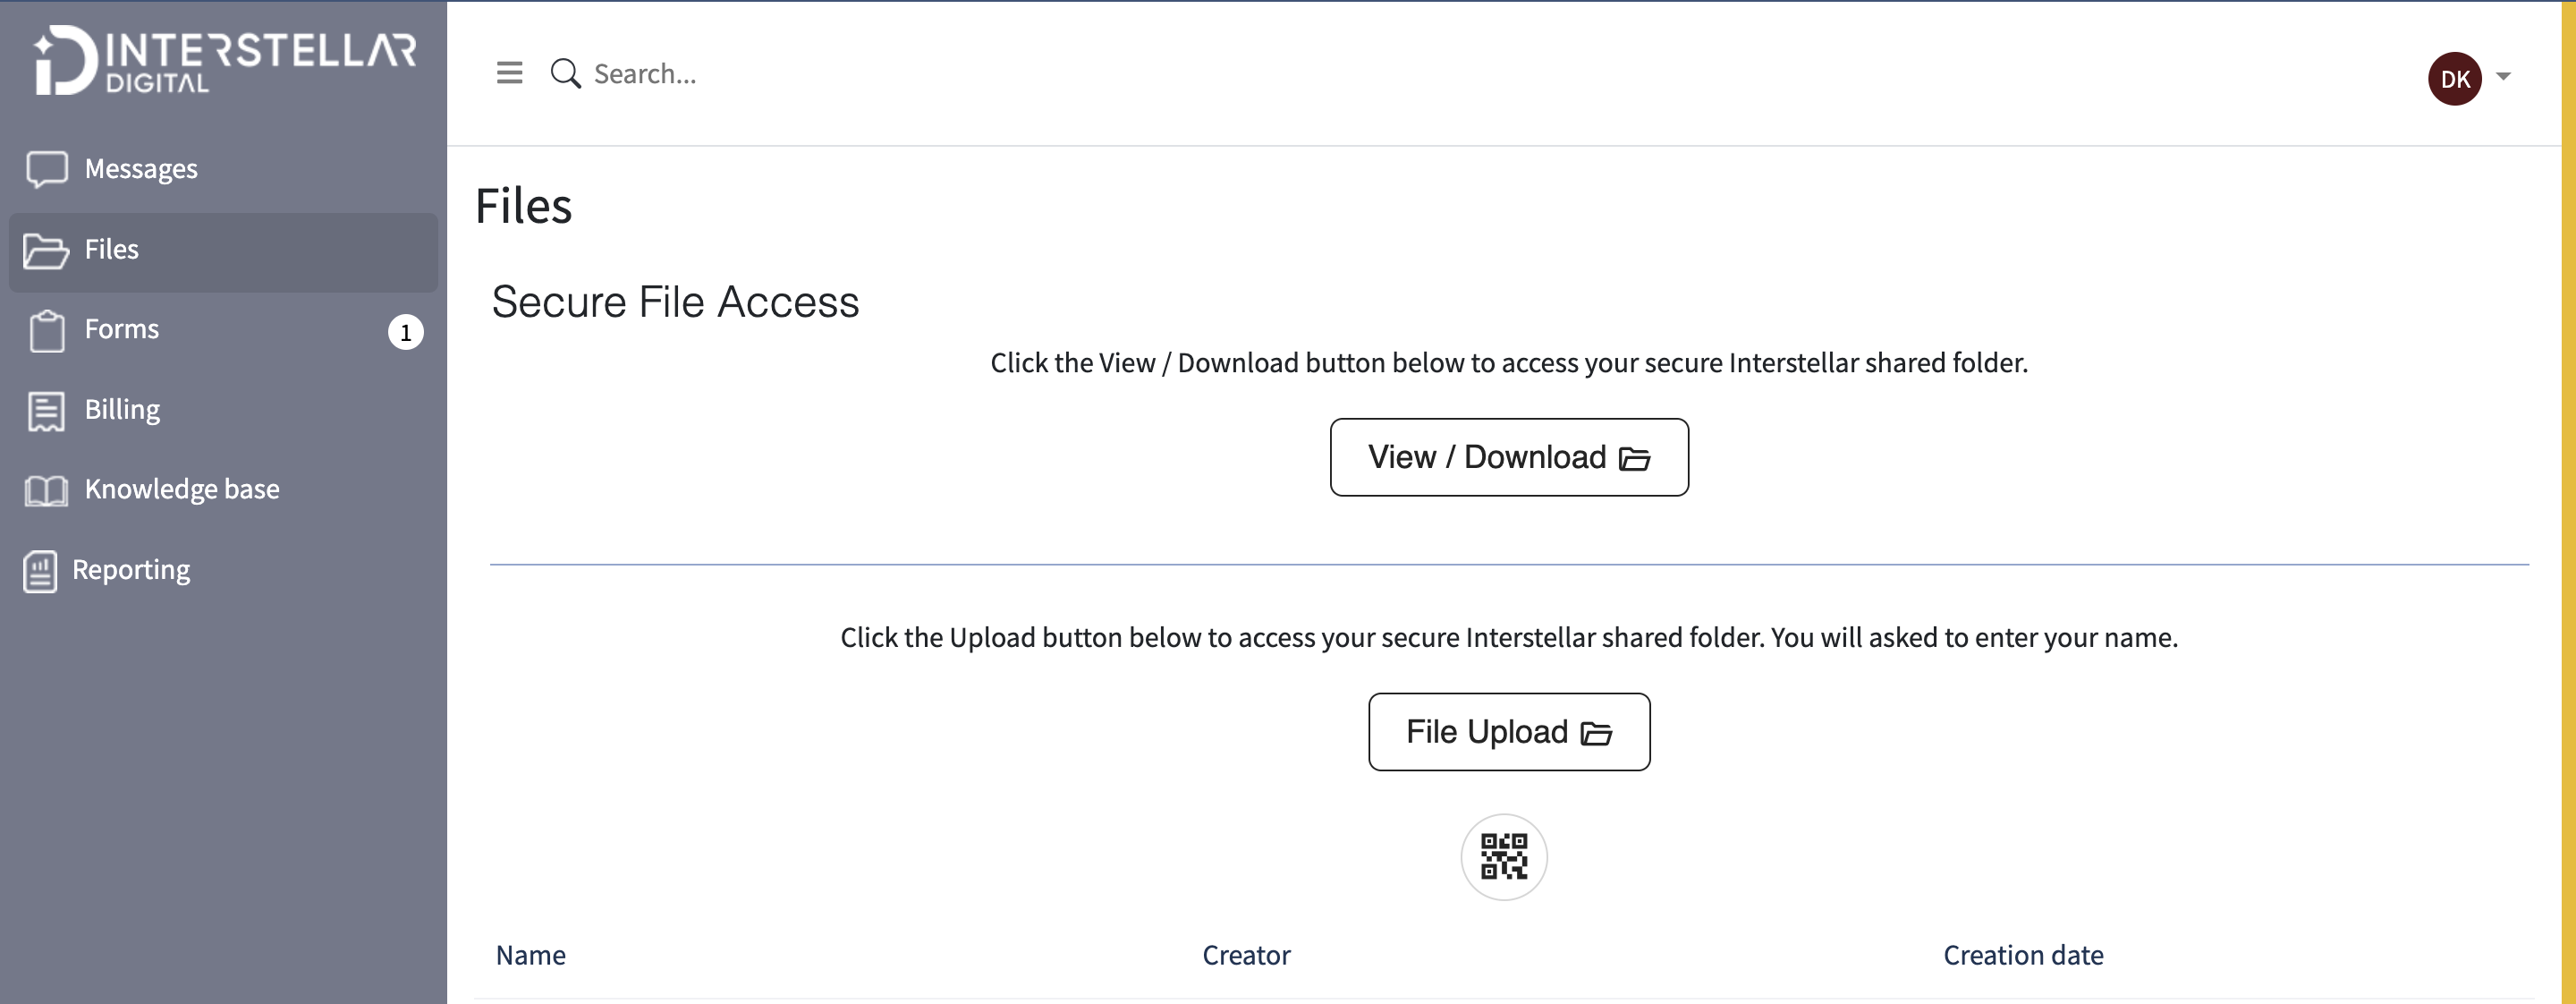 INTERSTELLAR
DIGITAL
Messages
Files
Forms
1
Billing
Knowledge base
Reporting
Search...
DK
Files
Secure File Access
Click the View / Download button below to access your secure Interstellar shared folder.
View / Download
Click the Upload button below to access your secure Interstellar shared folder. You will asked to enter your name.
File Upload
Name Creator Creation date